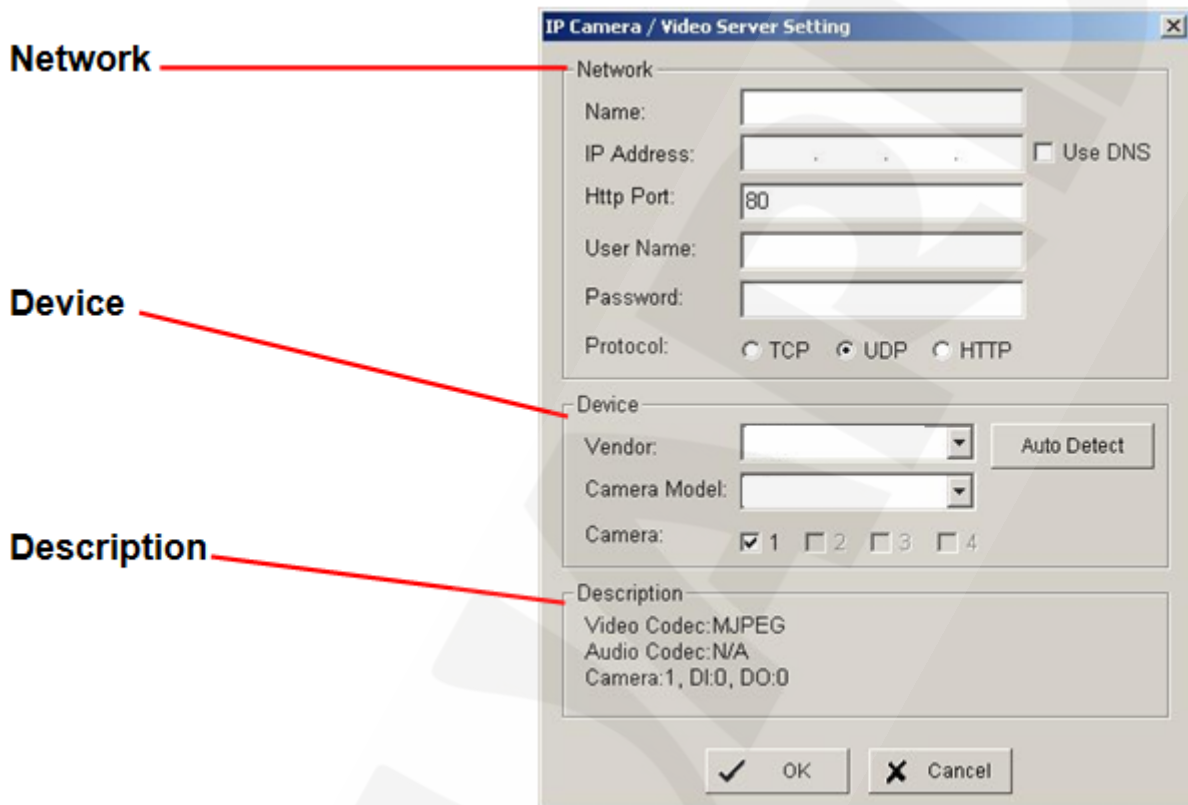 IP Camera / Video Server Setting
Network
Network
Name:
IP Address: . . . Use DNS
Http Port: 80
User Name:
Password:
Protocol: TCP UDP HTTP
Device
Device
Vendor: Auto Detect
Camera Model:
Camera: 1 2 3 4
Description
Description
Video Codec:MJPEG
Audio Codec:N/A
Camera:1, DI:0, DO:0
OK Cancel